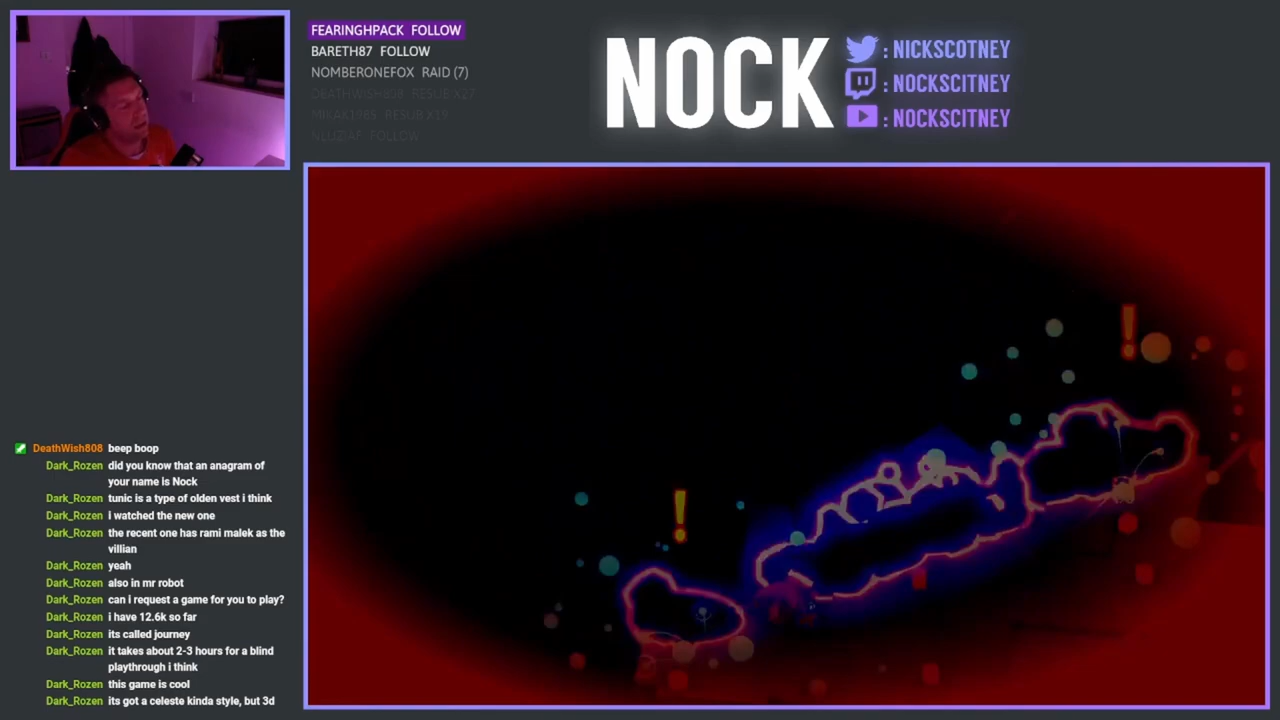 FEARINGHPACK FOLLOW
BARETH87 FOLLOW
NOMBERONEFOX RAID (7)
DEATHWISH808 RESUB X27
NOCK
: NICKSCOTNEY
: NOCKSCITNEY
: NOCKSCITNEY
DeathWish808 beep boop
Dark_Rozen did you know that an anagram of
your name is Nock
Dark_Rozen tunic is a type of olden vest i think
Dark_Rozen i watched the new one
Dark_Rozen the recent one has rami malek as the
villian
Dark_Rozen yeah
Dark_Rozen also in mr robot
Dark_Rozen can i request a game for you to play?
Dark_Rozen i have 12.6k so far
Dark_Rozen its called journey
Dark_Rozen it takes about 2-3 hours for a blind
playthrough i think
Dark_Rozen this game is cool
Dark_Rozen its got a celeste kinda style, but 3d
!
!